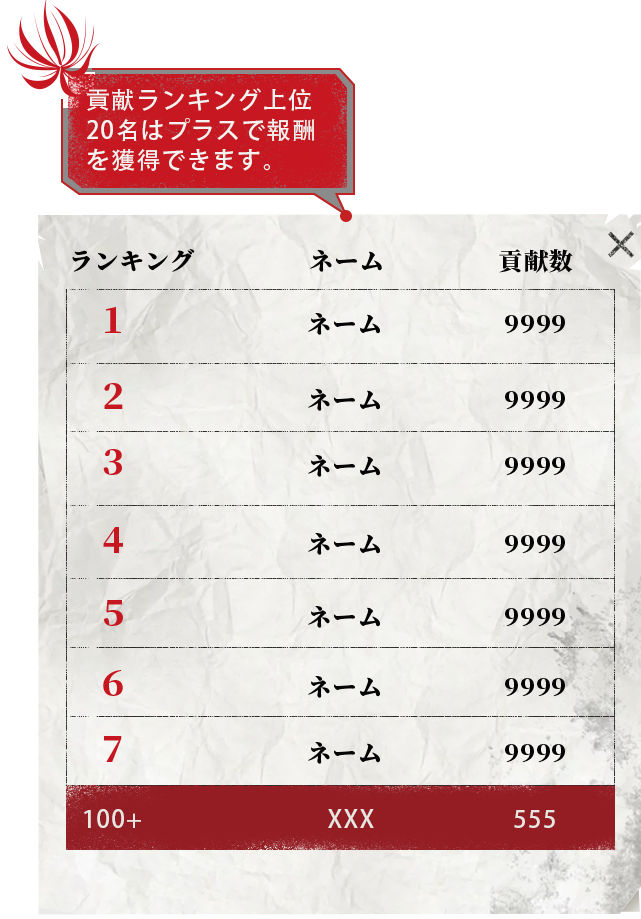 貢献ランキング上位
20名はプラスで報酬
を獲得できます。
ランキング ネーム 貢献数
1 ネーム 9999
2 ネーム 9999
3 ネーム 9999
4 ネーム 9999
5 ネーム 9999
6 ネーム 9999
7 ネーム 9999
100+ XXX 555